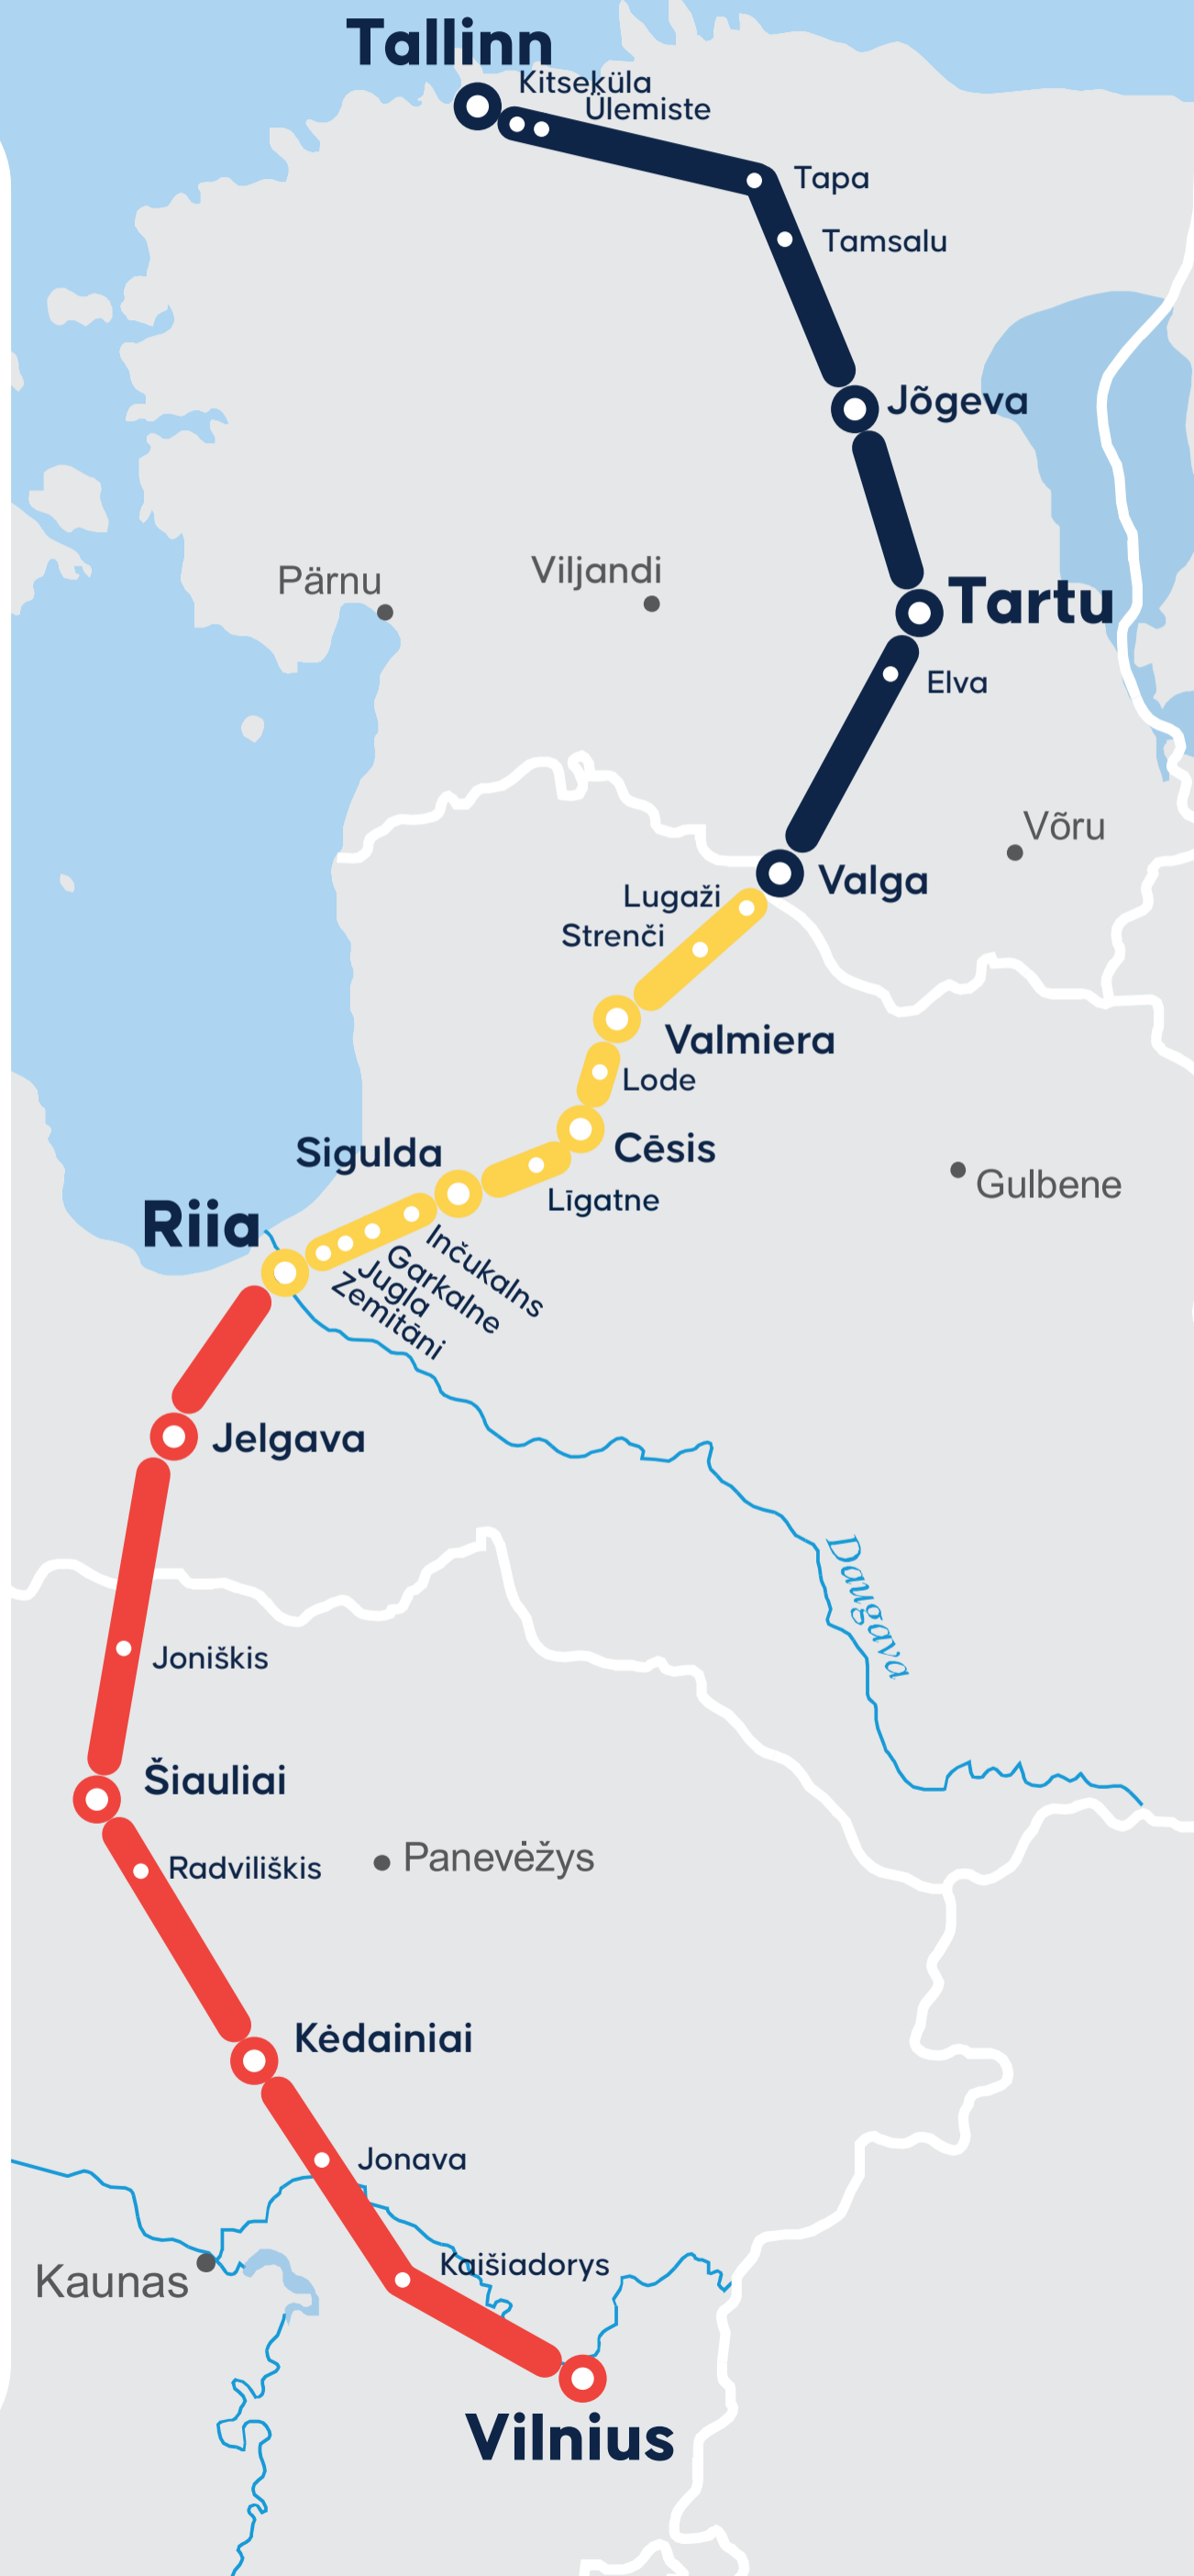 Tallinn
Kitseküla
Ülemiste
Tapa
Tamsalu
Jõgeva
Pärnu
Viljandi
Tartu
Elva
Võru
Valga
Lugaži
Strenči
Valmiera
Lode
Cēsis
Sigulda
Līgatne
Gulbene
Riia
Inčukalns
Garkalne
Jugla
Zemitāni
Jelgava
Daugava
Joniškis
Šiauliai
Radviliškis
Panevėžys
Kėdainiai
Jonava
Kaišiadorys
Kaunas
Vilnius